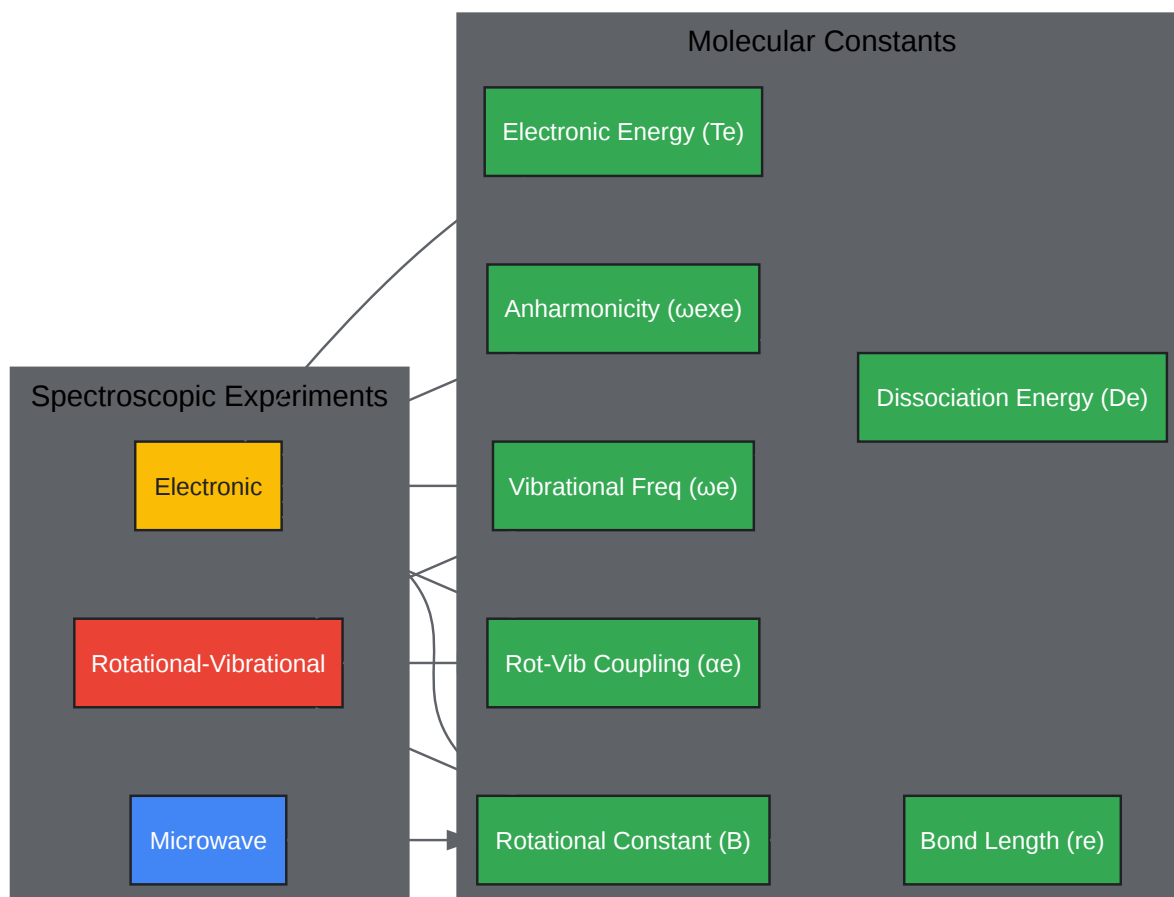 Molecular Constants
Electronic Energy (Te)
Anharmonicity (ωexe)
Dissociation Energy (De)
Spectroscopic Experiments
Electronic
Vibrational Freq (ωe)
Rotational-Vibrational
Rot-Vib Coupling (αe)
Microwave
Rotational Constant (B)
Bond Length (re)